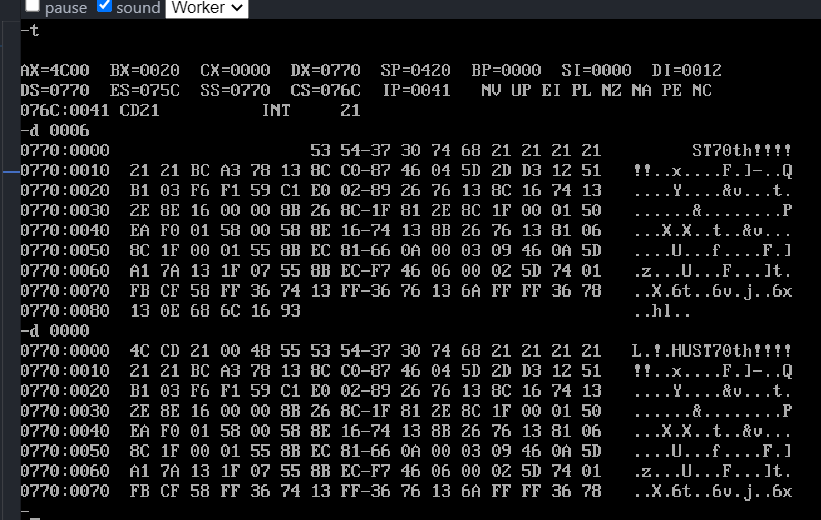 pause sound Worker
-t
AX=4C00 BX=0020 CX=0000 DX=0770 SP=0420 BP=0000 SI=0000 DI=0012
DS=0770 ES=075C SS=0770 CS=076C IP=0041 NV UP EI PL NZ NA PE NC
076C:0041 CD21 INT 21
-d 0006
0770:0000 53 54-37 30 74 68 21 21 21 21 ST70th!!!!
0770:0010 21 21 BC A3 78 13 8C C0-87 46 04 5D 2D D3 12 51 !!..x....F.]-..Q
0770:0020 B1 03 F6 F1 59 C1 E0 02-89 26 76 13 8C 16 74 13 ....Y....&v...t.
0770:0030 2E 8E 16 00 00 8B 26 8C-1F 81 2E 8C 1F 00 01 50 ......&........P
0770:0040 EA F0 01 58 00 58 8E 16-74 13 8B 26 76 13 81 06 ...X.X..t..&v...
0770:0050 8C 1F 00 01 55 8B EC 81-66 0A 00 03 09 46 0A 5D ....U...f....F.]
0770:0060 A1 7A 13 1F 07 55 8B EC-F7 46 06 00 02 5D 74 01 .z...U...F...]t.
0770:0070 FB CF 58 FF 36 74 13 FF-36 76 13 6A FF FF 36 78 ..X.6t..6v.j..6x
0770:0080 13 0E 68 6C 16 93 ..hl..
-d 0000
0770:0000 4C CD 21 00 48 55 53 54-37 30 74 68 21 21 21 21 L.!.HUST70th!!!!
0770:0010 21 21 BC A3 78 13 8C C0-87 46 04 5D 2D D3 12 51 !!..x....F.]-..Q
0770:0020 B1 03 F6 F1 59 C1 E0 02-89 26 76 13 8C 16 74 13 ....Y....&v...t.
0770:0030 2E 8E 16 00 00 8B 26 8C-1F 81 2E 8C 1F 00 01 50 ......&........P
0770:0040 EA F0 01 58 00 58 8E 16-74 13 8B 26 76 13 81 06 ...X.X..t..&v...
0770:0050 8C 1F 00 01 55 8B EC 81-66 0A 00 03 09 46 0A 5D ....U...f....F.]
0770:0060 A1 7A 13 1F 07 55 8B EC-F7 46 06 00 02 5D 74 01 .z...U...F...]t.
0770:0070 FB CF 58 FF 36 74 13 FF-36 76 13 6A FF FF 36 78 ..X.6t..6v.j..6x
-